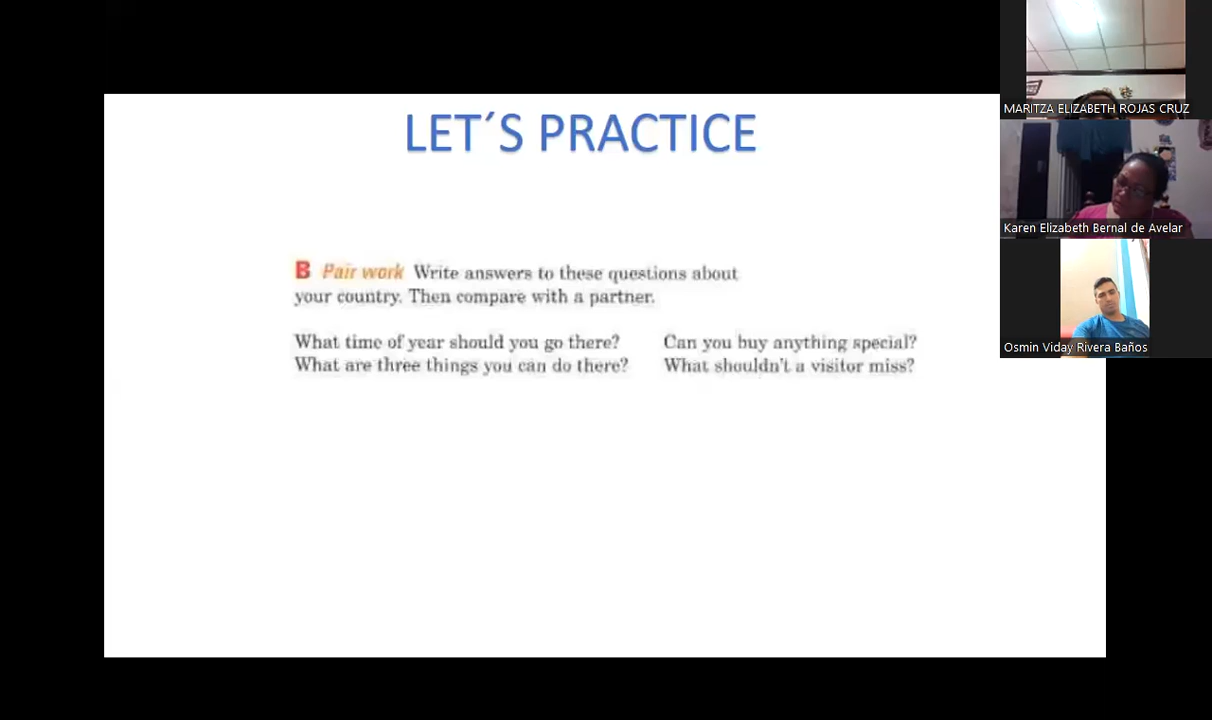 LET´S PRACTICE
B Pair work Write answers to these questions about
your country. Then compare with a partner.
What time of year should you go there?
What are three things you can do there?
Can you buy anything special?
What shouldn't a visitor miss?
MARITZA ELIZABETH ROJAS CRUZ
Karen Elizabeth Bernal de Avelar
Osmin Viday Rivera Baños